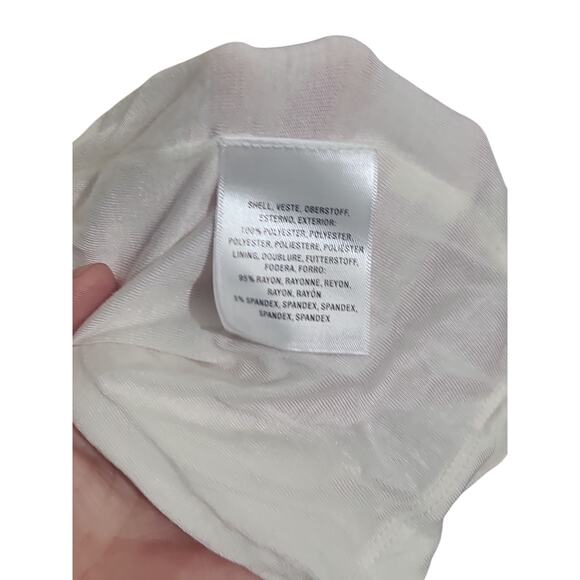 SHELL, VESTE, OBERSTOFF,
ESTERNO, EXTERIOR:
100% POLYESTER, POLYESTER,
POLYESTER, POLIESTERE, POLIÉSTER
LINING, DOUBLURE, FUTTERSTOFF,
FODERA, FORRO:
95% RAYON, RAYONNE, REYON,
RAYON, RAYÓN
5% SPANDEX, SPANDEX, SPANDEX,
SPANDEX, SPANDEX